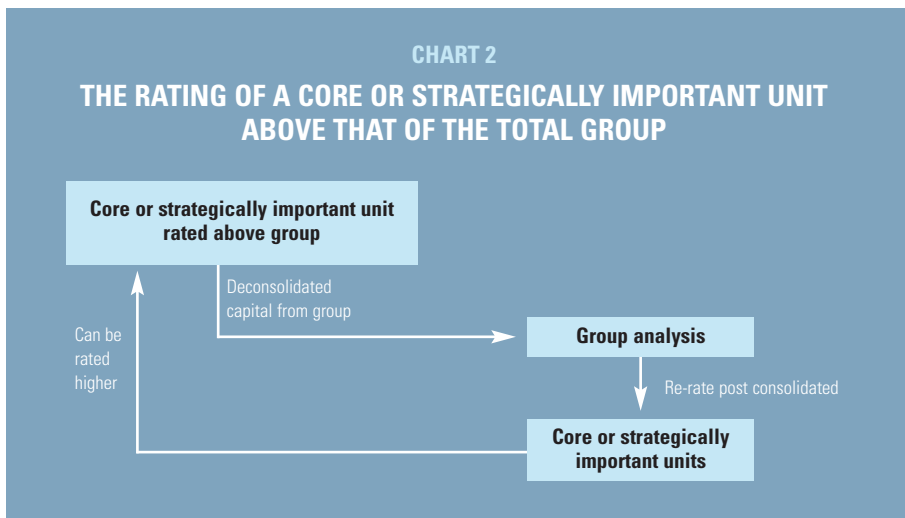 CHART 2
THE RATING OF A CORE OR STRATEGICALLY IMPORTANT UNIT
ABOVE THAT OF THE TOTAL GROUP
Core or strategically important unit
rated above group
Deconsolidated
capital from group
Can be
rated
higher
Group analysis
Re-rate post consolidated
Core or strategically
important units